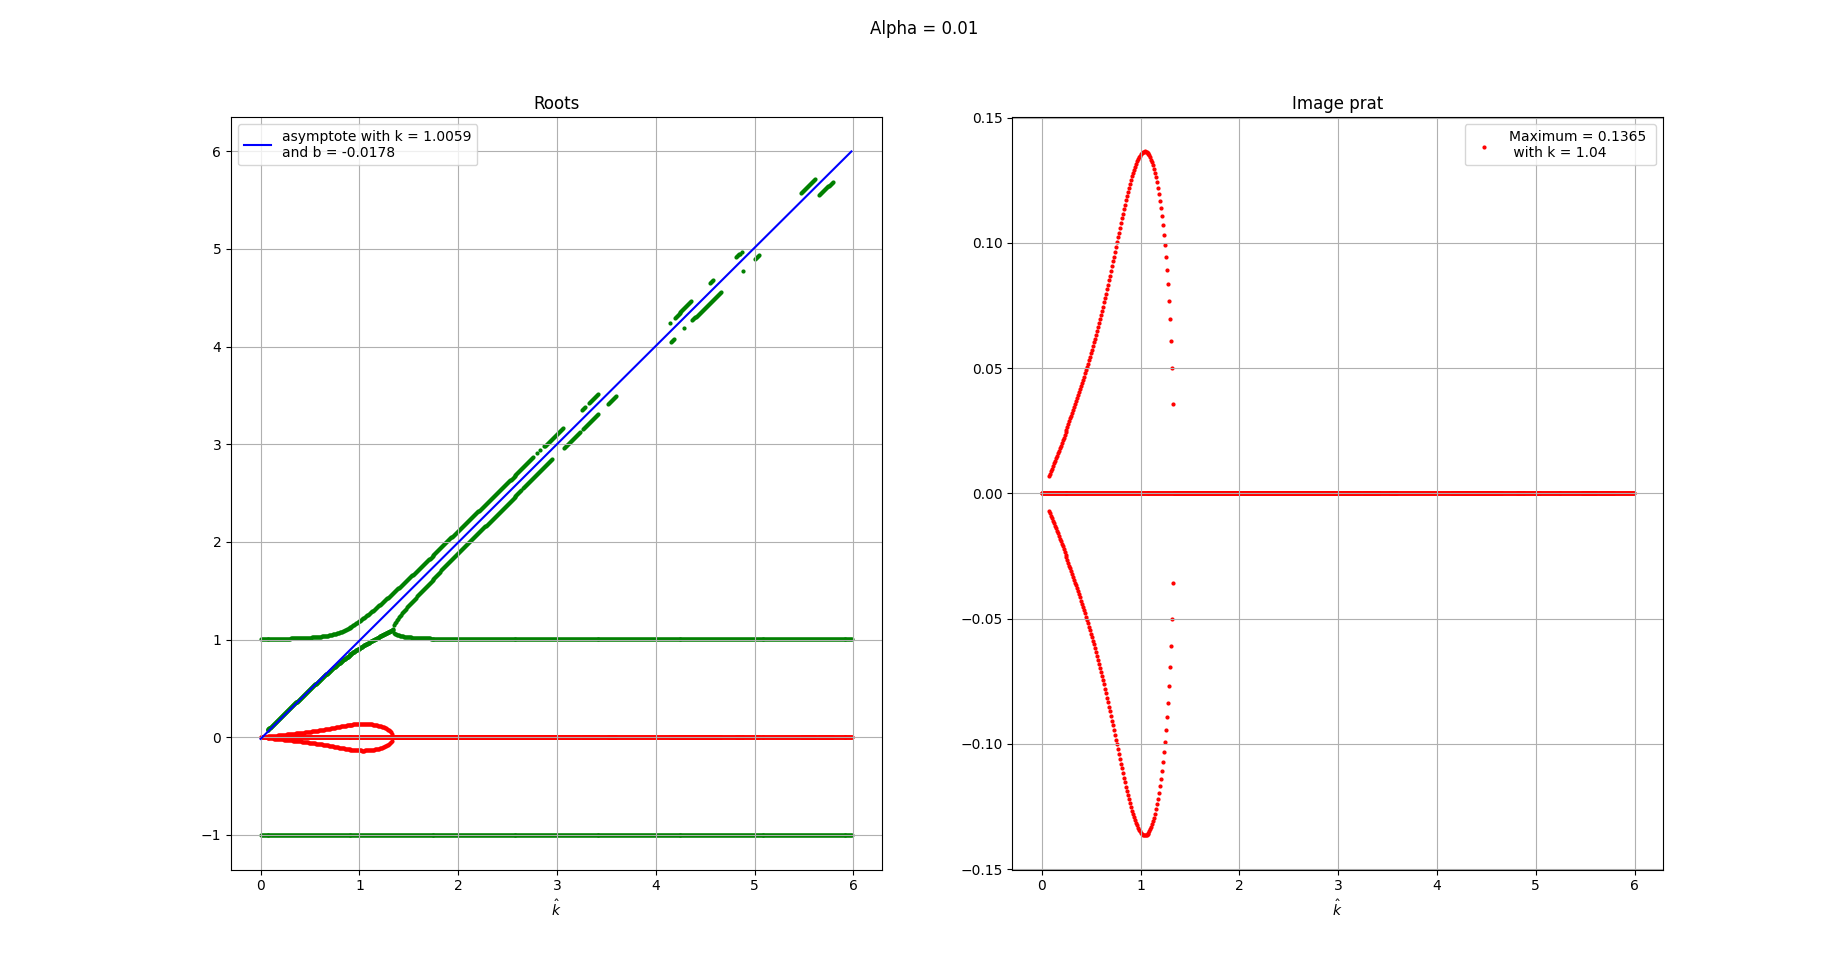 Alpha = 0.01
Roots
asymptote with k = 1.0059
and b = -0.0178
6
5
4
3
2
1
0
−1
0 1 2 3 4 5 6
k̂
Image prat
Maximum = 0.1365
with k = 1.04
0.15
0.10
0.05
0.00
−0.05
−0.10
−0.15
0 1 2 3 4 5 6
k̂